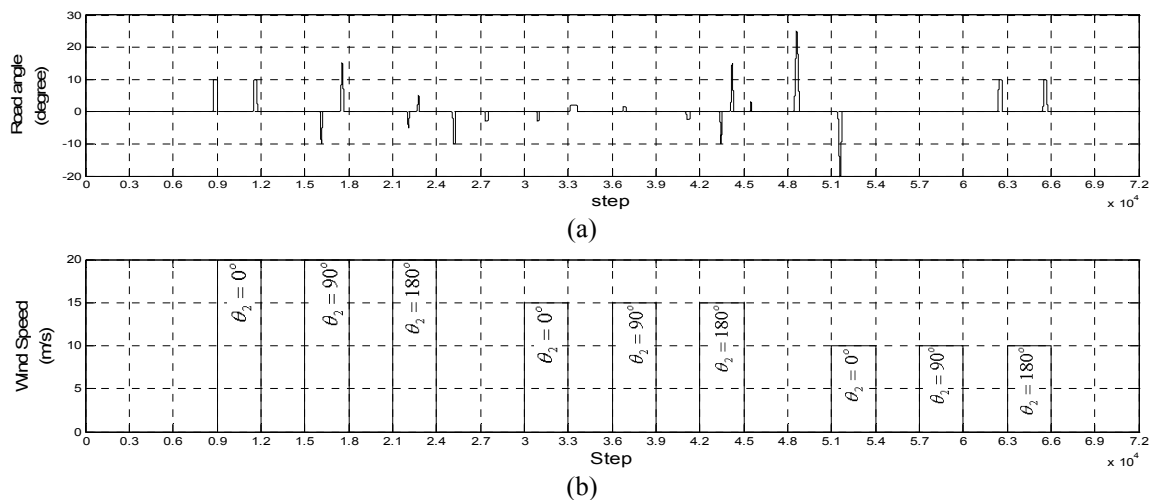 30
20
10
0
-10
-20
Road angle
(degree)
0 0.3 0.6 0.9 1.2 1.5 1.8 2.1 2.4 2.7 3 3.3 3.6 3.9 4.2 4.5 4.8 5.1 5.4 5.7 6 6.3 6.6 6.9 7.2
step
x 10⁴
(a)
20
15
10
5
0
Wind Speed
(m/s)
θ₂ = 0°
θ₂ = 90°
θ₂ = 180°
θ₂ = 0°
θ₂ = 90°
θ₂ = 180°
θ₂ = 0°
θ₂ = 90°
θ₂ = 180°
0 0.3 0.6 0.9 1.2 1.5 1.8 2.1 2.4 2.7 3 3.3 3.6 3.9 4.2 4.5 4.8 5.1 5.4 5.7 6 6.3 6.6 6.9 7.2
Step
x 10⁴
(b)